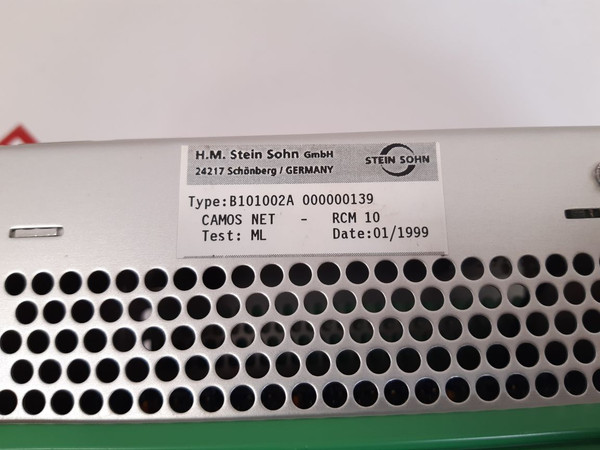 H.M. Stein Sohn GmbH
24217 Schönberg / GERMANY
STEIN SOHN
Type:B101002A 000000139
CAMOS NET - RCM 10
Test: ML Date:01/1999